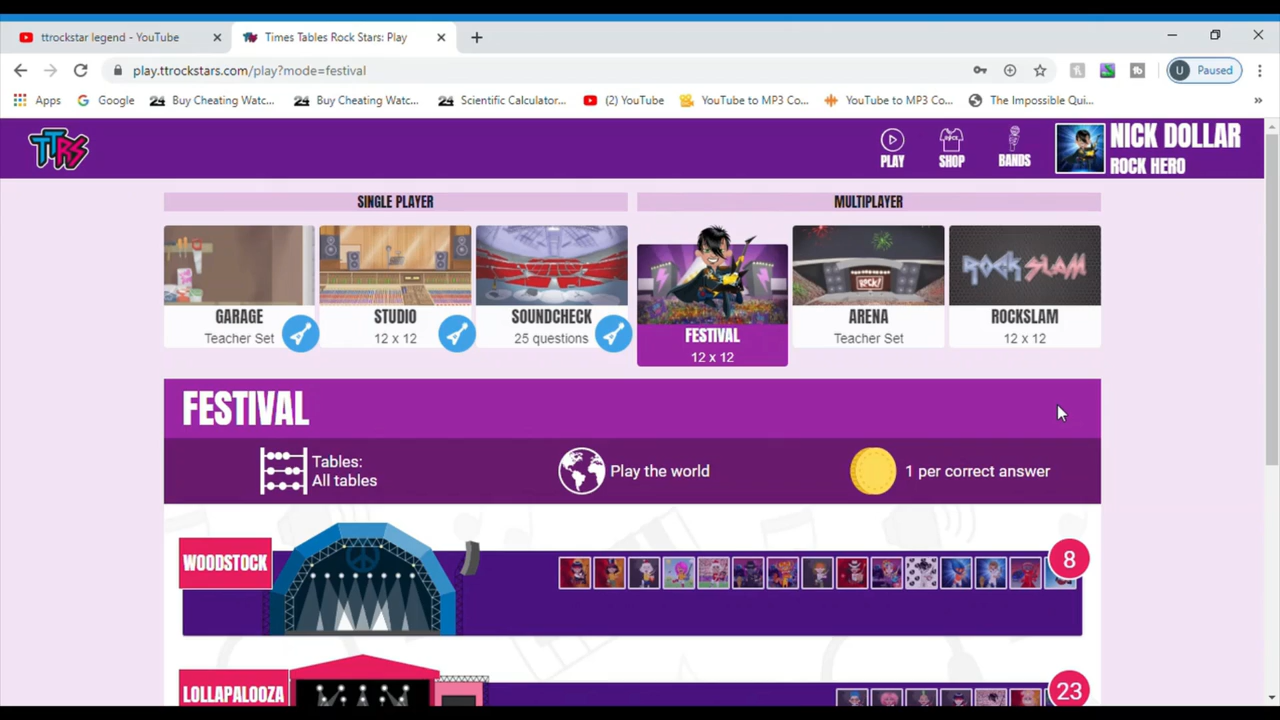 ttrockstar legend - YouTube
Times Tables Rock Stars: Play
play.ttrockstars.com/play?mode=festival
U Paused
Apps Google Buy Cheating Watc... Buy Cheating Watc... Scientific Calculator... (2) YouTube YouTube to MP3 Co... YouTube to MP3 Co... The Impossible Qui...
TTRS
PLAY SHOP BANDS
NICK DOLLAR
ROCK HERO
SINGLE PLAYER MULTIPLAYER
ROCK!
ROCK SLAM
GARAGE
Teacher Set
STUDIO
12 x 12
SOUNDCHECK
25 questions
FESTIVAL
12 x 12
ARENA
Teacher Set
ROCKSLAM
12 x 12
FESTIVAL
Tables:
All tables
Play the world
1 per correct answer
WOODSTOCK
8
LOLLAPALOOZA
23